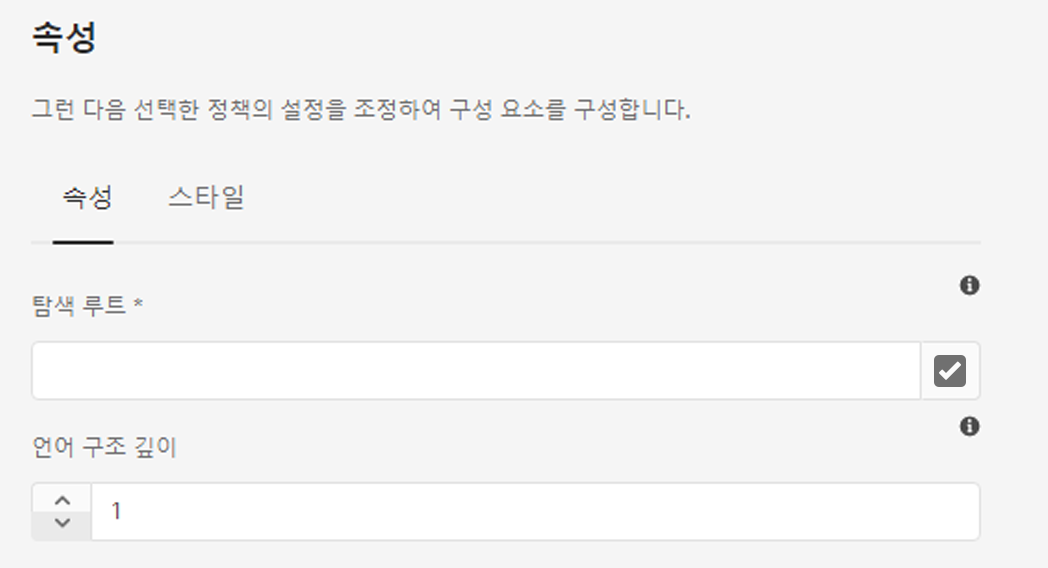 속성
그런 다음 선택한 정책의 설정을 조정하여 구성 요소를 구성합니다.
속성 스타일
탐색 루트 *
언어 구조 깊이
1